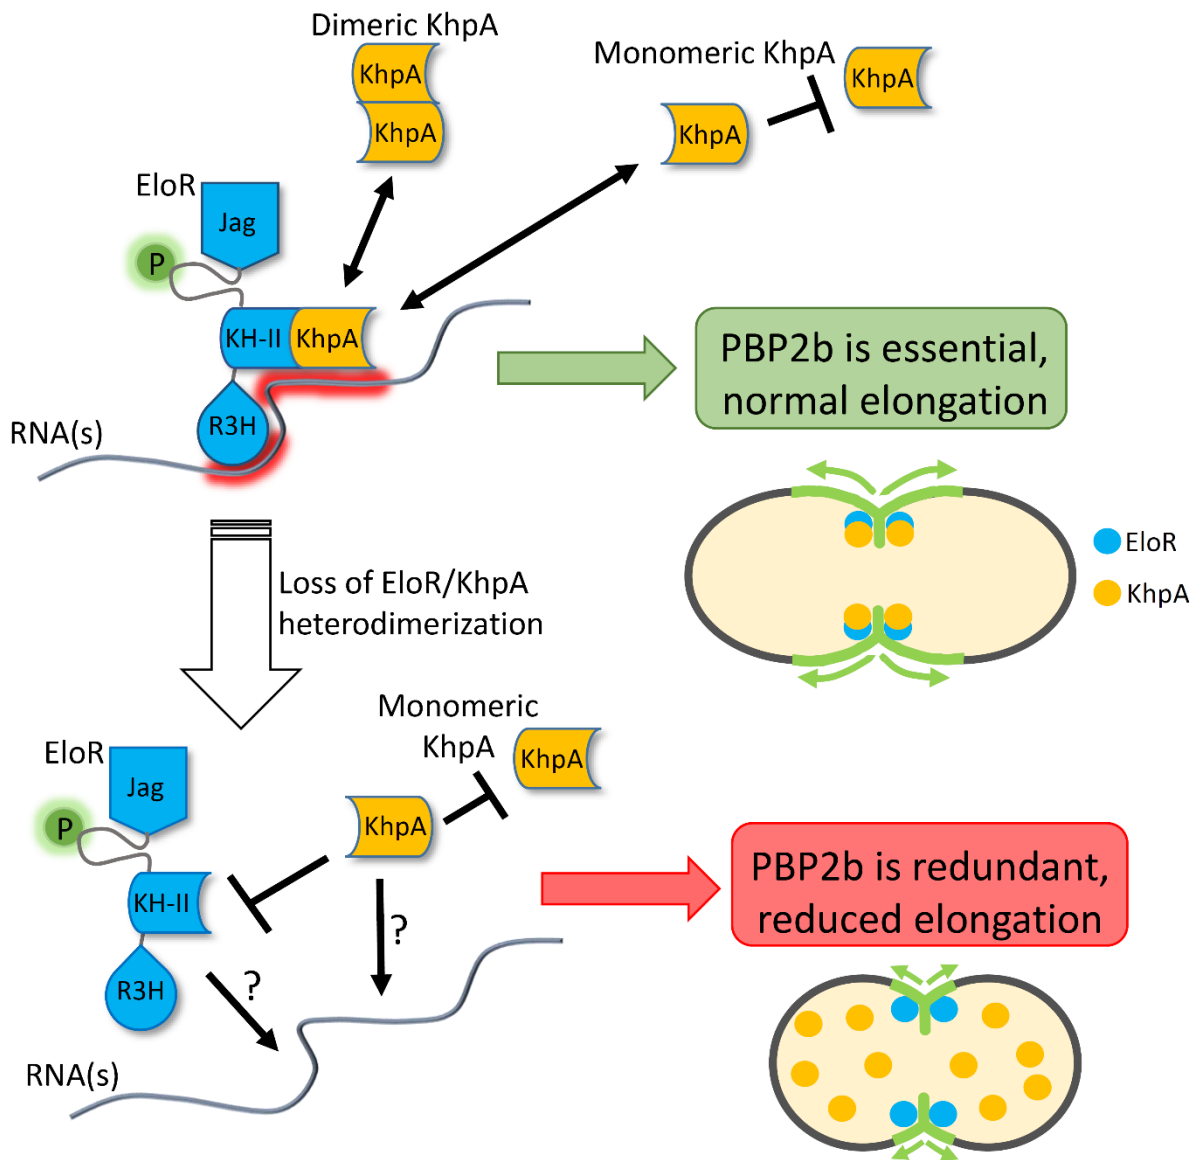 Dimeric KhpA
KhpA
KhpA
Monomeric KhpA
KhpA
KhpA
EloR
Jag
P
KH-II
KhpA
R3H
RNA(s)
PBP2b is essential,
normal elongation
EloR
KhpA
Loss of EloR/KhpA
heterodimerization
Monomeric
KhpA
KhpA
KhpA
EloR
Jag
P
KH-II
R3H
?
?
RNA(s)
PBP2b is redundant,
reduced elongation